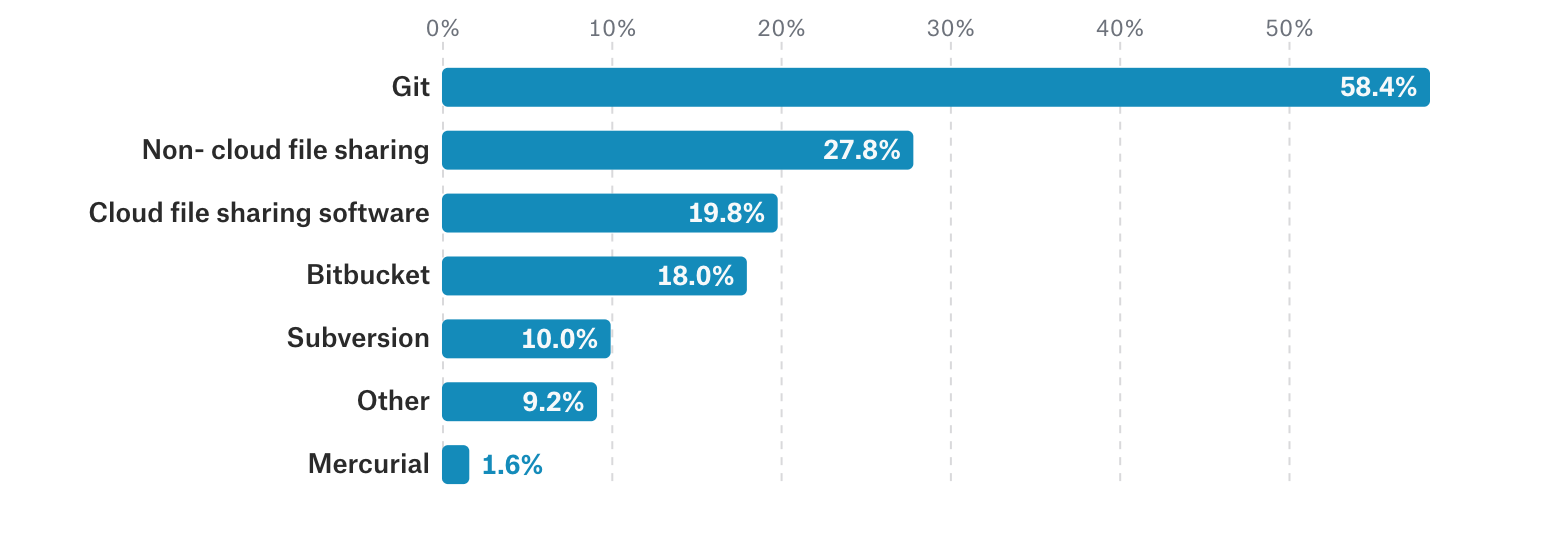 0% 10% 20% 30% 40% 50%
Git 58.4%
Non- cloud file sharing 27.8%
Cloud file sharing software 19.8%
Bitbucket 18.0%
Subversion 10.0%
Other 9.2%
Mercurial 1.6%